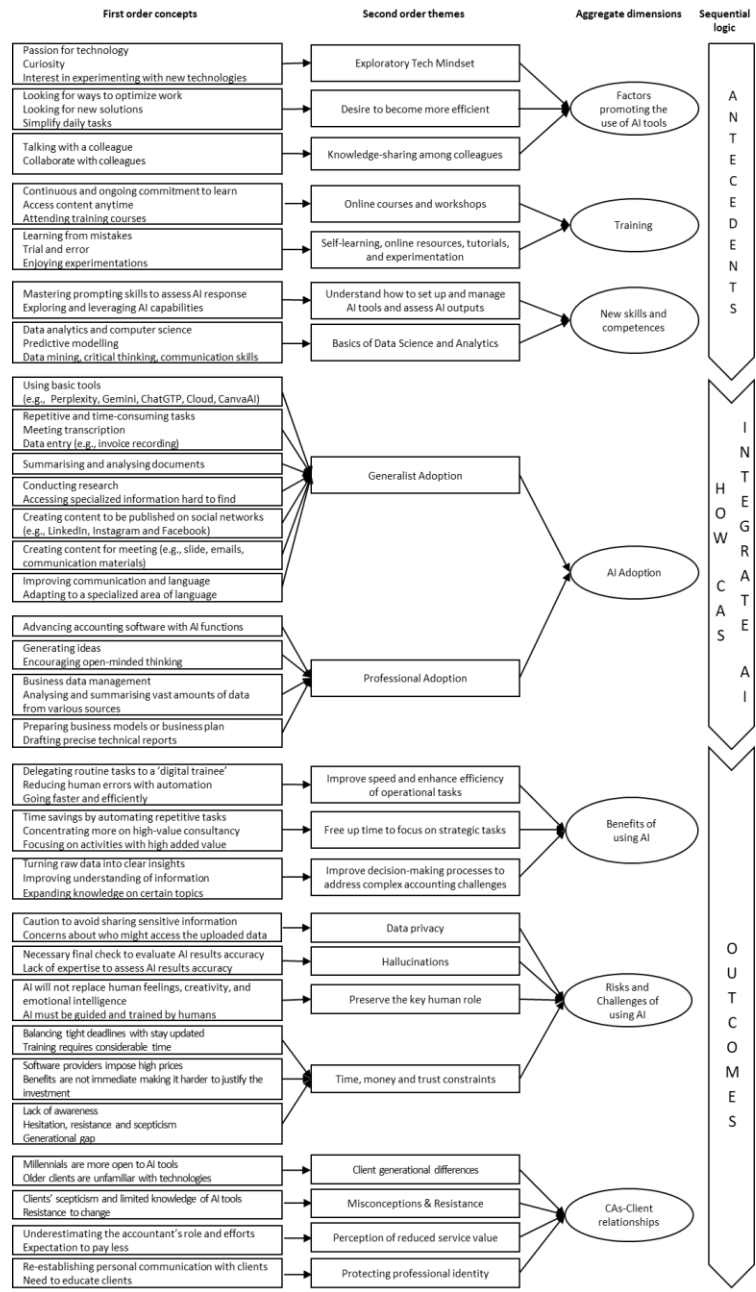 First order concepts
Second order themes
Aggregate dimensions
Sequential
logic
Passion for technology
Curiosity
Interest in experimenting with new technologies
Exploratory Tech Mindset
Looking for ways to optimize work
Looking for new solutions
Simplify daily tasks
Desire to become more efficient
Talking with a colleague
Collaborate with colleagues
Knowledge-sharing among colleagues
Factors
promoting the
use of AI tools
Continuous and ongoing commitment to learn
Access content anytime
Attending training courses
Online courses and workshops
Learning from mistakes
Trial and error
Enjoying experimentations
Self-learning, online resources, tutorials,
and experimentation
Training
Mastering prompting skills to assess AI response
Exploring and leveraging AI capabilities
Understand how to set up and manage
AI tools and assess AI outputs
Data analytics and computer science
Predictive modelling
Data mining, critical thinking, communication skills
Basics of Data Science and Analytics
New skills and
competences
ANTECEDENTS
Using basic tools
(e.g., Perplexity, Gemini, ChatGTP, Cloud, CanvaAI)
Repetitive and time-consuming tasks
Meeting transcription
Data entry (e.g., invoice recording)
Summarising and analysing documents
Conducting research
Accessing specialized information hard to find
Creating content to be published on social networks
(e.g., LinkedIn, Instagram and Facebook)
Creating content for meeting (e.g., slide, emails,
communication materials)
Improving communication and language
Adapting to a specialized area of language
Generalist Adoption
Advancing accounting software with AI functions
Generating ideas
Encouraging open-minded thinking
Business data management
Analysing and summarising vast amounts of data
from various sources
Preparing business models or business plan
Drafting precise technical reports
Professional Adoption
AI Adoption
HOW CAS
INTEGRATE AI
Delegating routine tasks to a ‘digital trainee’
Reducing human errors with automation
Going faster and efficiently
Improve speed and enhance efficiency
of operational tasks
Time savings by automating repetitive tasks
Concentrating more on high-value consultancy
Focusing on activities with high added value
Free up time to focus on strategic tasks
Turning raw data into clear insights
Improving understanding of information
Expanding knowledge on certain topics
Improve decision-making processes to
address complex accounting challenges
Benefits of
using AI
Caution to avoid sharing sensitive information
Concerns about who might access the uploaded data
Data privacy
Necessary final check to evaluate AI results accuracy
Lack of expertise to assess AI results accuracy
Hallucinations
AI will not replace human feelings, creativity, and
emotional intelligence
AI must be guided and trained by humans
Preserve the key human role
Balancing tight deadlines with stay updated
Training requires considerable time
Software providers impose high prices
Benefits are not immediate making it harder to justify the
investment
Lack of awareness
Hesitation, resistance and scepticism
Generational gap
Time, money and trust constraints
Risks and
Challenges of
using AI
Millennials are more open to AI tools
Older clients are unfamiliar with technologies
Client generational differences
Clients’ scepticism and limited knowledge of AI tools
Resistance to change
Misconceptions & Resistance
Underestimating the accountant’s role and efforts
Expectation to pay less
Perception of reduced service value
Re-establishing personal communication with clients
Need to educate clients
Protecting professional identity
CAs-Client
relationships
OUTCOMES